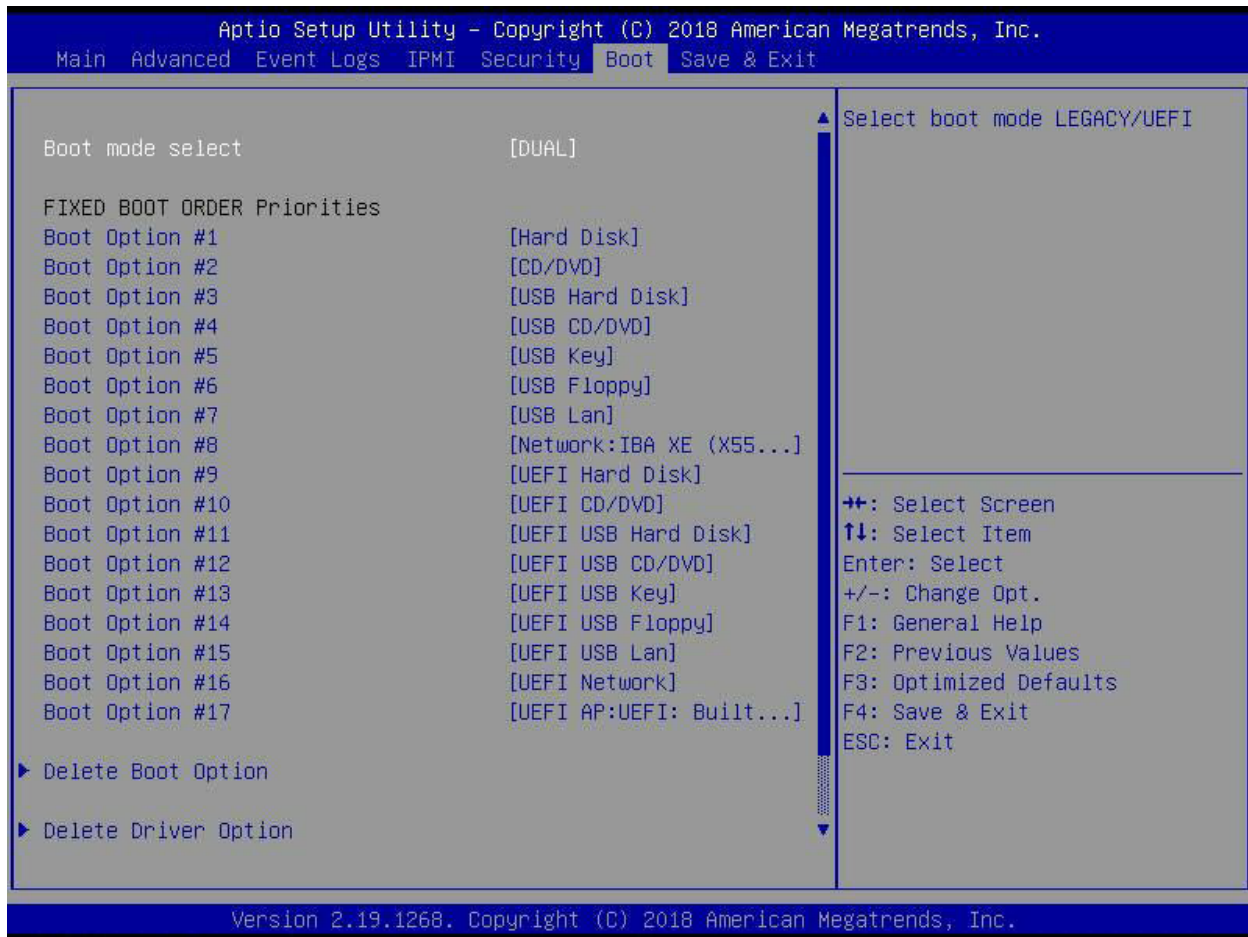 Aptio Setup Utility – Copyright (C) 2018 American Megatrends, Inc.
Main Advanced Event Logs IPMI Security Boot Save & Exit
Boot mode select [DUAL]
FIXED BOOT ORDER Priorities
Boot Option #1 [Hard Disk]
Boot Option #2 [CD/DVD]
Boot Option #3 [USB Hard Disk]
Boot Option #4 [USB CD/DVD]
Boot Option #5 [USB Key]
Boot Option #6 [USB Floppy]
Boot Option #7 [USB Lan]
Boot Option #8 [Network:IBA XE (X55...]
Boot Option #9 [UEFI Hard Disk]
Boot Option #10 [UEFI CD/DVD]
Boot Option #11 [UEFI USB Hard Disk]
Boot Option #12 [UEFI USB CD/DVD]
Boot Option #13 [UEFI USB Key]
Boot Option #14 [UEFI USB Floppy]
Boot Option #15 [UEFI USB Lan]
Boot Option #16 [UEFI Network]
Boot Option #17 [UEFI AP:UEFI: Built...]
Delete Boot Option
Delete Driver Option
Select boot mode LEGACY/UEFI
→←: Select Screen
↑↓: Select Item
Enter: Select
+/-: Change Opt.
F1: General Help
F2: Previous Values
F3: Optimized Defaults
F4: Save & Exit
ESC: Exit
Version 2.19.1268. Copyright (C) 2018 American Megatrends, Inc.